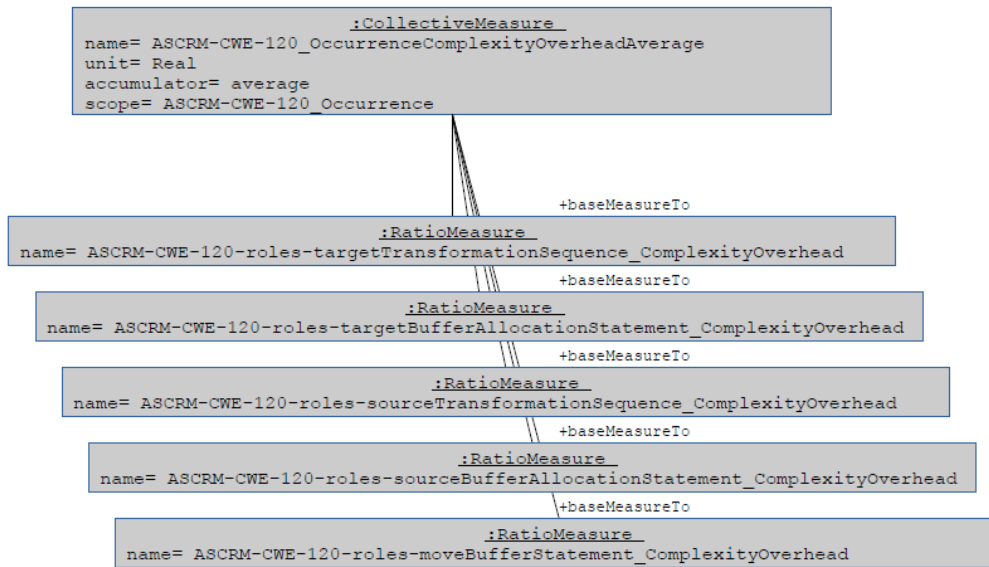 :CollectiveMeasure
name= ASCRM-CWE-120_OccurrenceComplexityOverheadAverage
unit= Real
accumulator= average
scope= ASCRM-CWE-120_Occurrence
+baseMeasureTo
:RatioMeasure
name= ASCRM-CWE-120-roles-targetTransformationSequence_ComplexityOverhead
+baseMeasureTo
:RatioMeasure
name= ASCRM-CWE-120-roles-targetBufferAllocationStatement_ComplexityOverhead
+baseMeasureTo
:RatioMeasure
name= ASCRM-CWE-120-roles-sourceTransformationSequence_ComplexityOverhead
+baseMeasureTo
:RatioMeasure
name= ASCRM-CWE-120-roles-sourceBufferAllocationStatement_ComplexityOverhead
+baseMeasureTo
:RatioMeasure
name= ASCRM-CWE-120-roles-moveBufferStatement_ComplexityOverhead